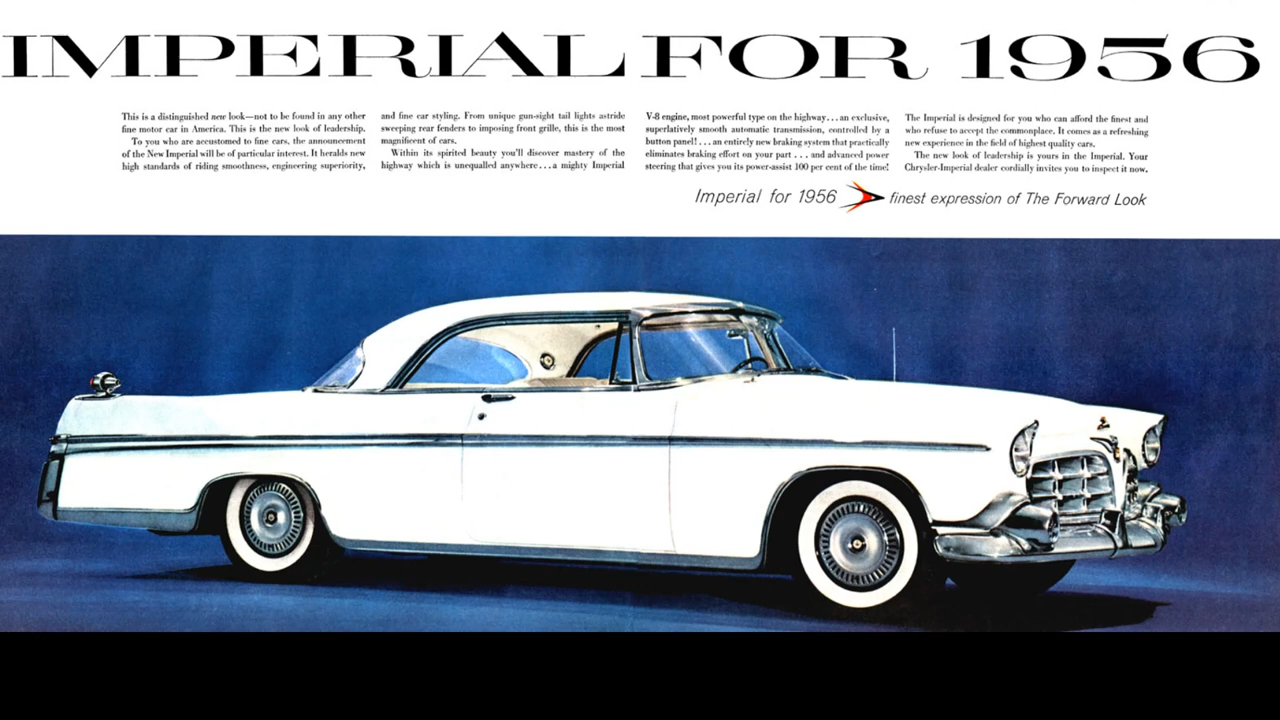 IMPERIAL FOR 1956
This is a distinguished new look—not to be found in any other
fine motor car in America. This is the new look of leadership.
To you who are accustomed to fine cars, the announcement
of the New Imperial will be of particular interest. It heralds new
high standards of riding smoothness, engineering superiority,
and fine car styling. From unique gun-sight tail lights astride
sweeping rear fenders to imposing front grille, this is the most
magnificent of cars.
Within its spirited beauty you'll discover mastery of the
highway which is unequalled anywhere...a mighty Imperial
V-8 engine, most powerful type on the highway...an exclusive,
superlatively smooth automatic transmission, controlled by a
button panel!...an entirely new braking system that practically
eliminates braking effort on your part ... and advanced power
steering that gives you its power-assist 100 per cent of the time!
The Imperial is designed for you who can afford the finest and
who refuse to accept the commonplace. It comes as a refreshing
new experience in the field of highest quality cars.
The new look of leadership is yours in the Imperial. Your
Chrysler-Imperial dealer cordially invites you to inspect it now.
Imperial for 1956 finest expression of The Forward Look